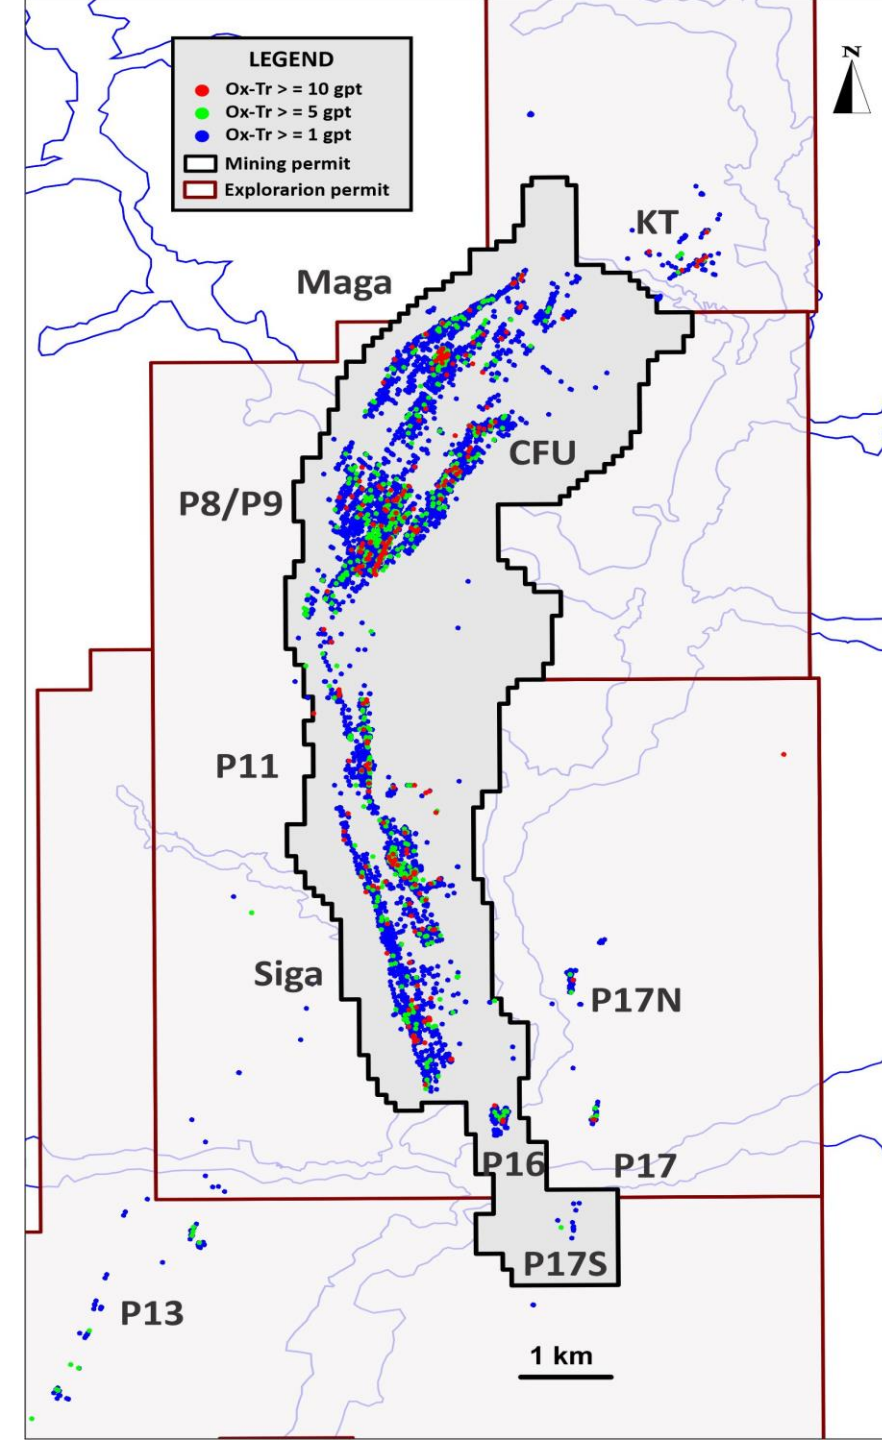 LEGEND
Ox-Tr > = 10 gpt
Ox-Tr > = 5 gpt
Ox-Tr > = 1 gpt
Mining permit
Explorarion permit
N
KT
Maga
CFU
P8/P9
P11
Siga
P17N
P16
P17
P17S
P13
1 km